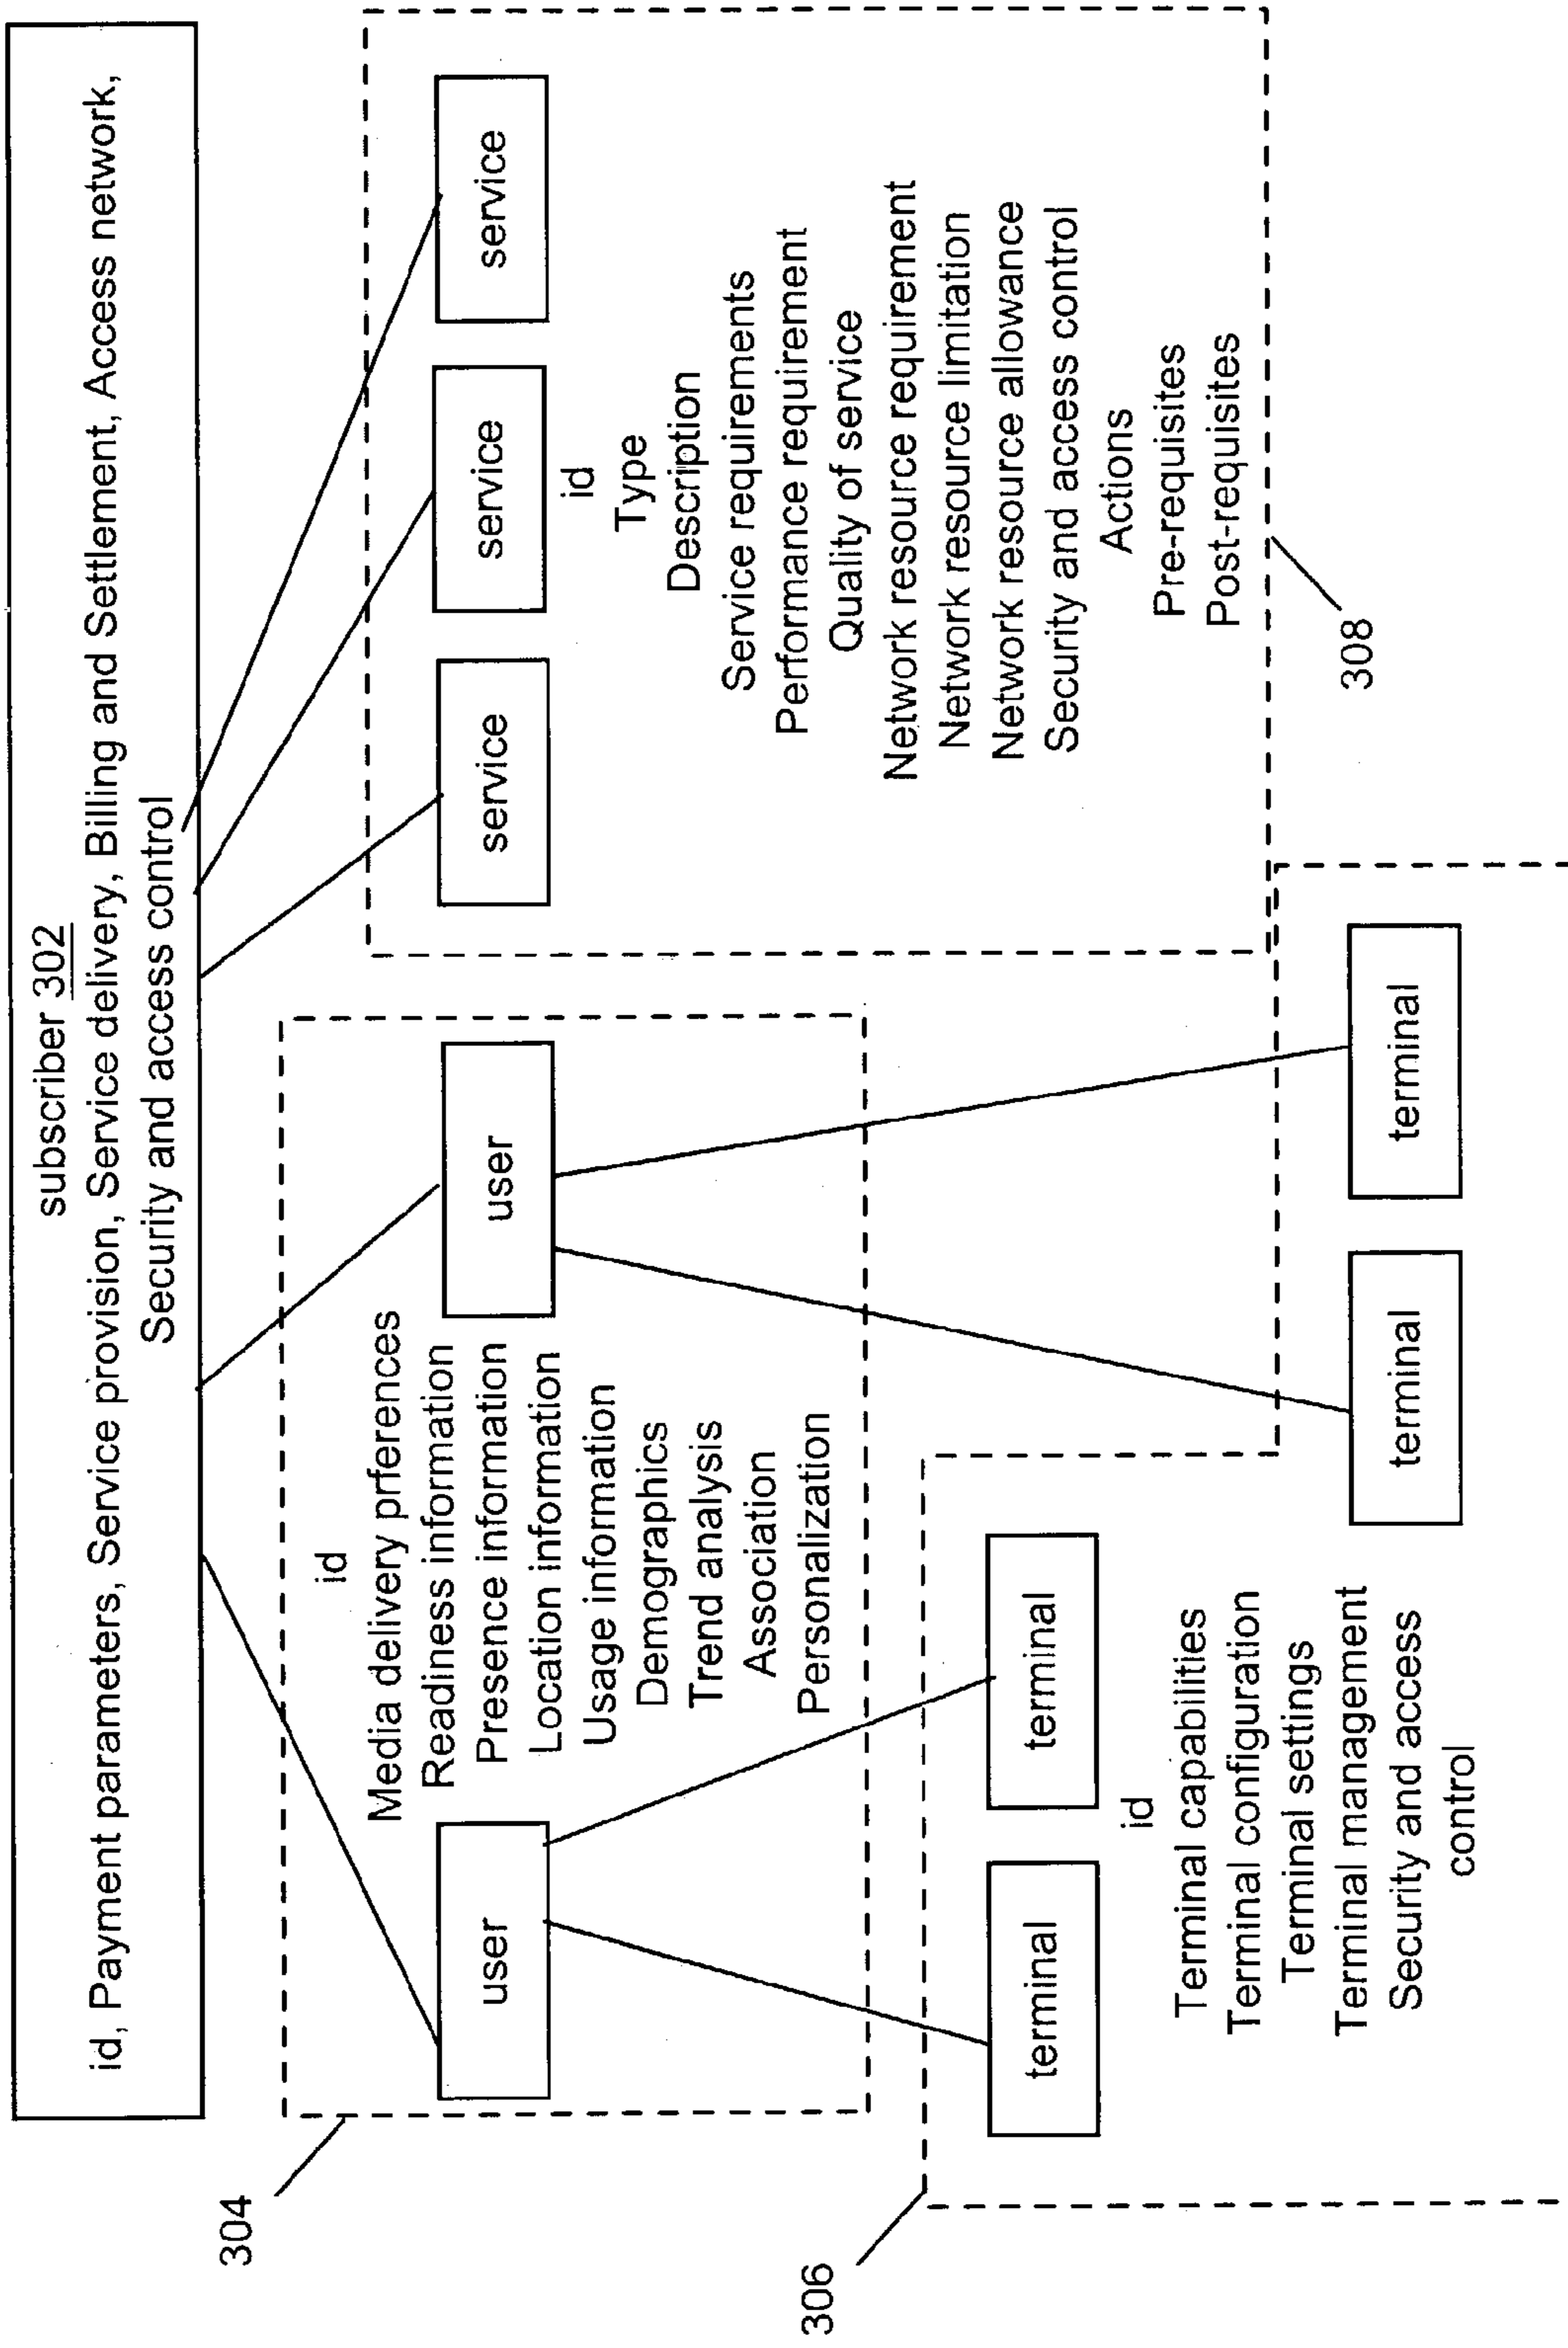 subscriber 302
id, Payment parameters, Service provision, Service delivery, Billing and Settlement, Access network,
Security and access control
304
id
Media delivery prferences
Readiness information
Presence information
Location information
Usage information
Demographics
Trend analysis
Association
Personalization
user
user
service
service
service
id
Type
Description
Service requirements
Performance requirement
Quality of service
Network resource requirement
Network resource limitation
Network resource allowance
Security and access control
Actions
Pre-requisites
Post-requisites
308
306
terminal
terminal
id
Terminal capabilities
Terminal configuration
Terminal settings
Terminal management
Security and access
control
terminal
terminal